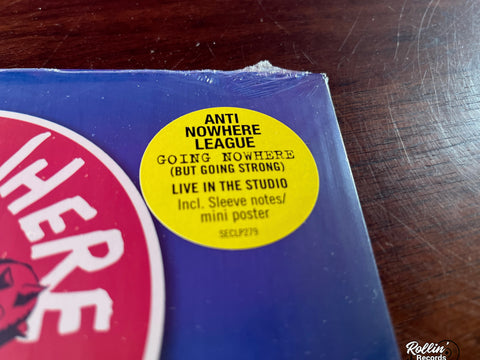 HERE
ANTI
NOWHERE
LEAGUE
GOING NOWHERE
(BUT GOING STRONG)
LIVE IN THE STUDIO
Incl. Sleeve notes/
mini poster
SECLP279
Rollin'
Records